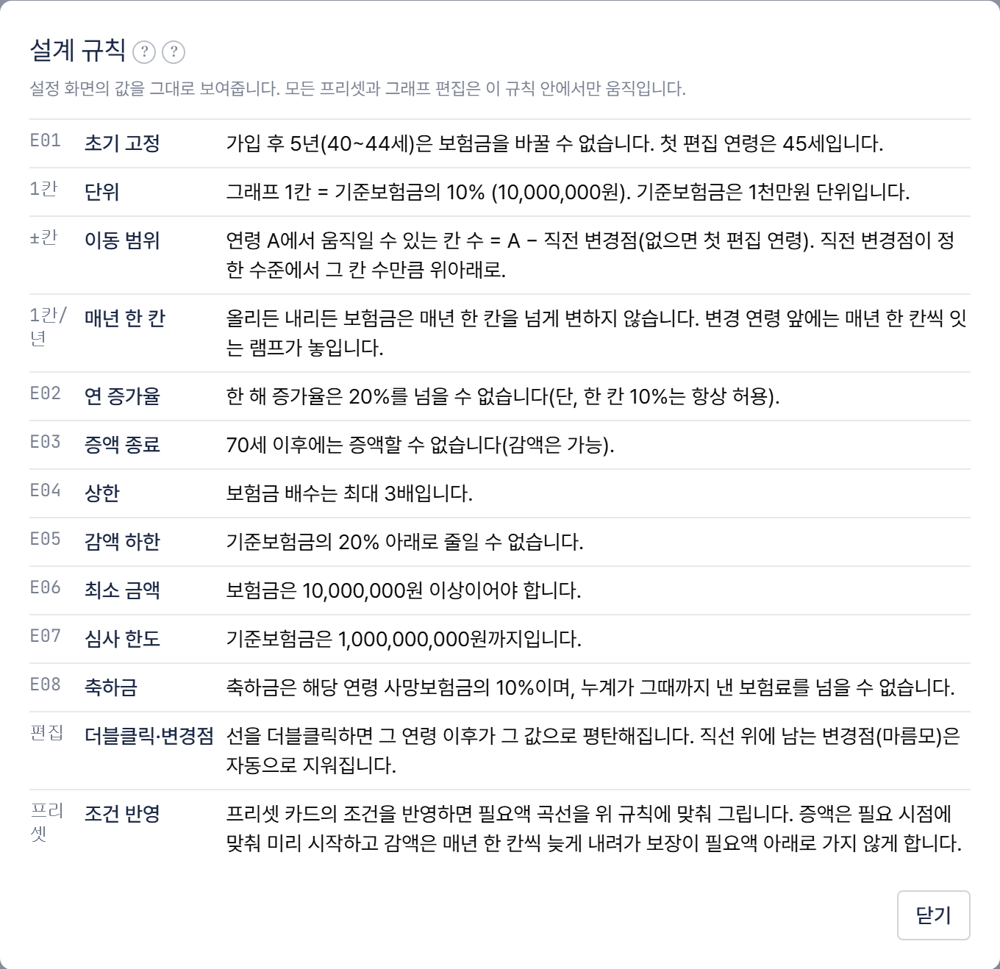 설계 규칙 ? ?
설정 화면의 값을 그대로 보여줍니다. 모든 프리셋과 그래프 편집은 이 규칙 안에서만 움직입니다.
E01 초기 고정 가입 후 5년(40~44세)은 보험금을 바꿀 수 없습니다. 첫 편집 연령은 45세입니다.
1칸 단위 그래프 1칸 = 기준보험금의 10% (10,000,000원). 기준보험금은 1천만원 단위입니다.
±칸 이동 범위 연령 A에서 움직일 수 있는 칸 수 = A − 직전 변경점(없으면 첫 편집 연령). 직전 변경점이 정
한 수준에서 그 칸 수만큼 위아래로.
1칸/ 매년 한 칸 올리든 내리든 보험금은 매년 한 칸을 넘게 변하지 않습니다. 변경 연령 앞에는 매년 한 칸씩 잇
년 는 램프가 놓입니다.
E02 연 증가율 한 해 증가율은 20%를 넘을 수 없습니다(단, 한 칸 10%는 항상 허용).
E03 증액 종료 70세 이후에는 증액할 수 없습니다(감액은 가능).
E04 상한 보험금 배수는 최대 3배입니다.
E05 감액 하한 기준보험금의 20% 아래로 줄일 수 없습니다.
E06 최소 금액 보험금은 10,000,000원 이상이어야 합니다.
E07 심사 한도 기준보험금은 1,000,000,000원까지입니다.
E08 축하금 축하금은 해당 연령 사망보험금의 10%이며, 누계가 그때까지 낸 보험료를 넘을 수 없습니다.
편집 더블클릭·변경점 선을 더블클릭하면 그 연령 이후가 그 값으로 평탄해집니다. 직선 위에 남는 변경점(마름모)은
자동으로 지워집니다.
프리 조건 반영 프리셋 카드의 조건을 반영하면 필요액 곡선을 위 규칙에 맞춰 그립니다. 증액은 필요 시점에
셋 맞춰 미리 시작하고 감액은 매년 한 칸씩 늦게 내려가 보장이 필요액 아래로 가지 않게 합니다.
닫기